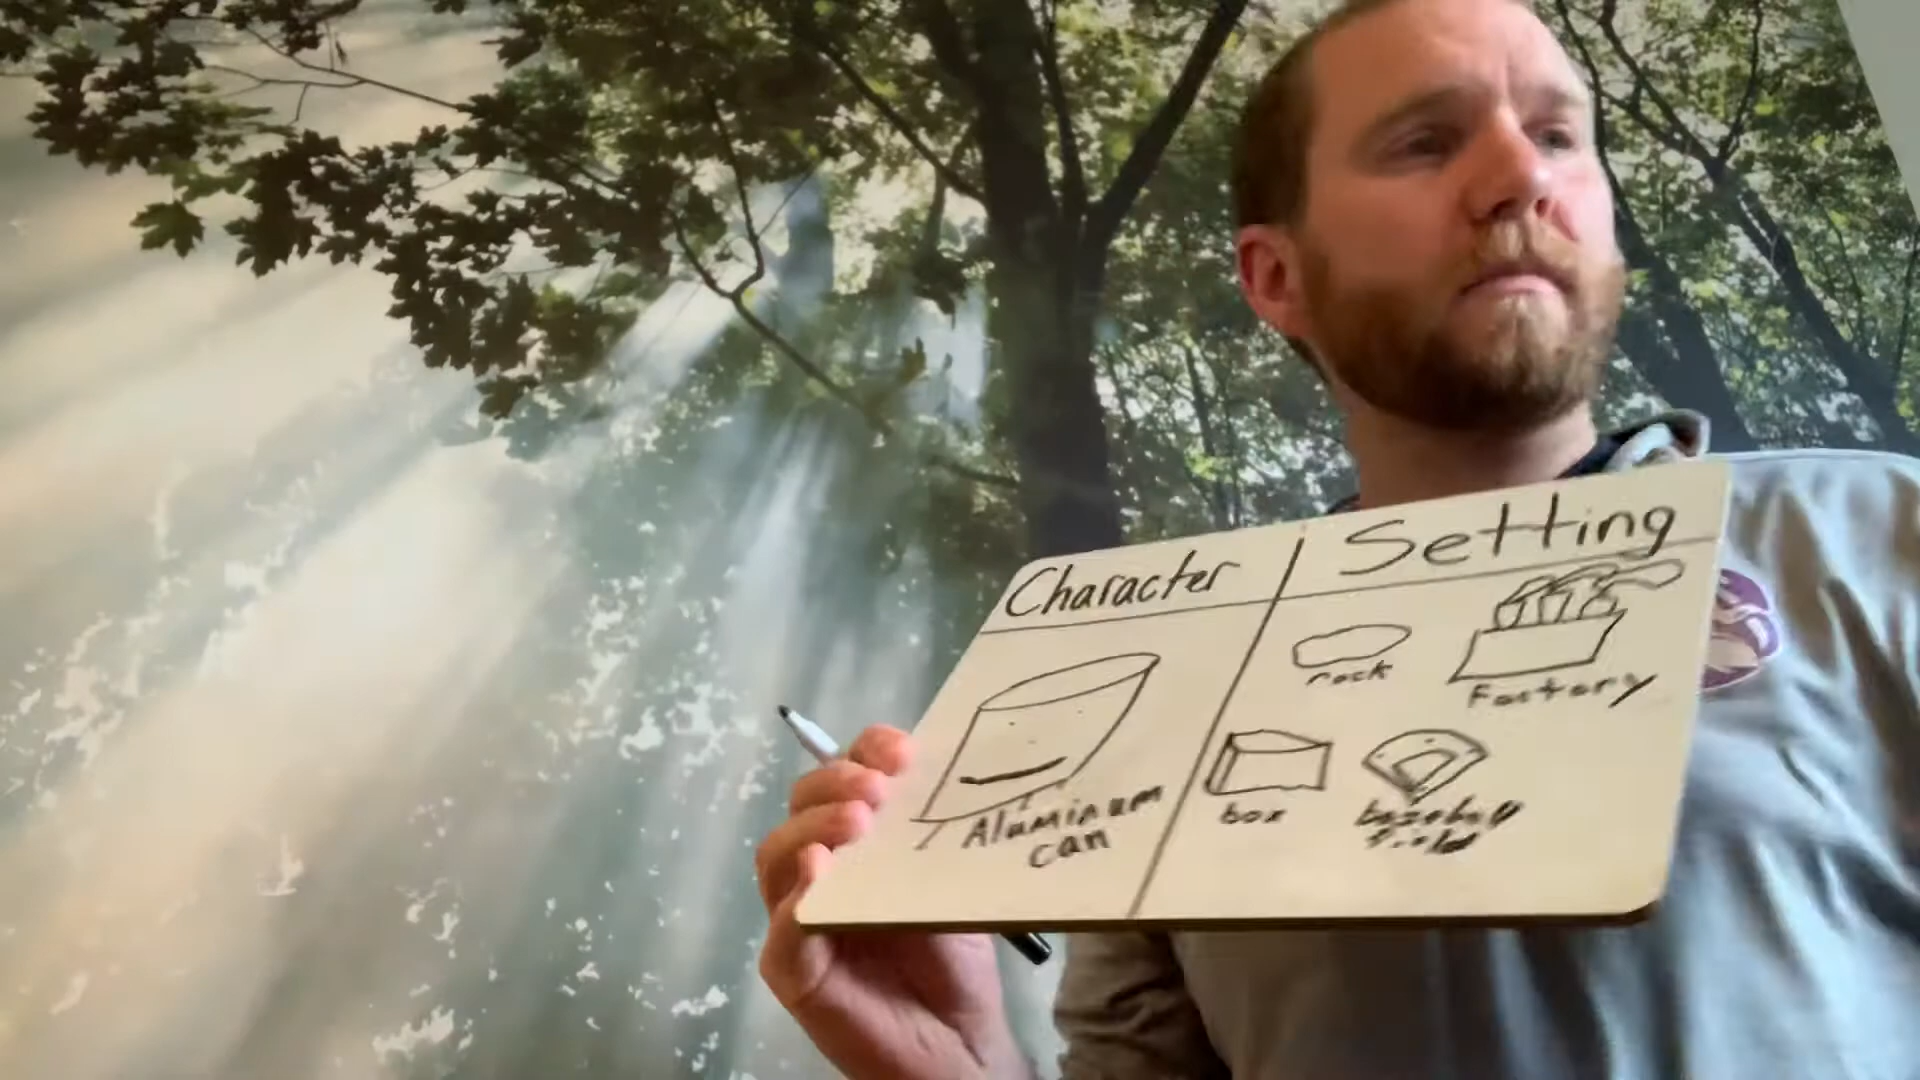 Character
Setting
Aluminum
can
rock
Factory
box
baseball
field